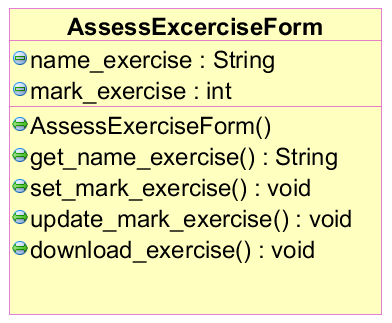 AssessExcerciseForm
name_exercise : String
mark_exercise : int
AssessExerciseForm()
get_name_exercise() : String
set_mark_exercise() : void
update_mark_exercise() : void
download_exercise() : void